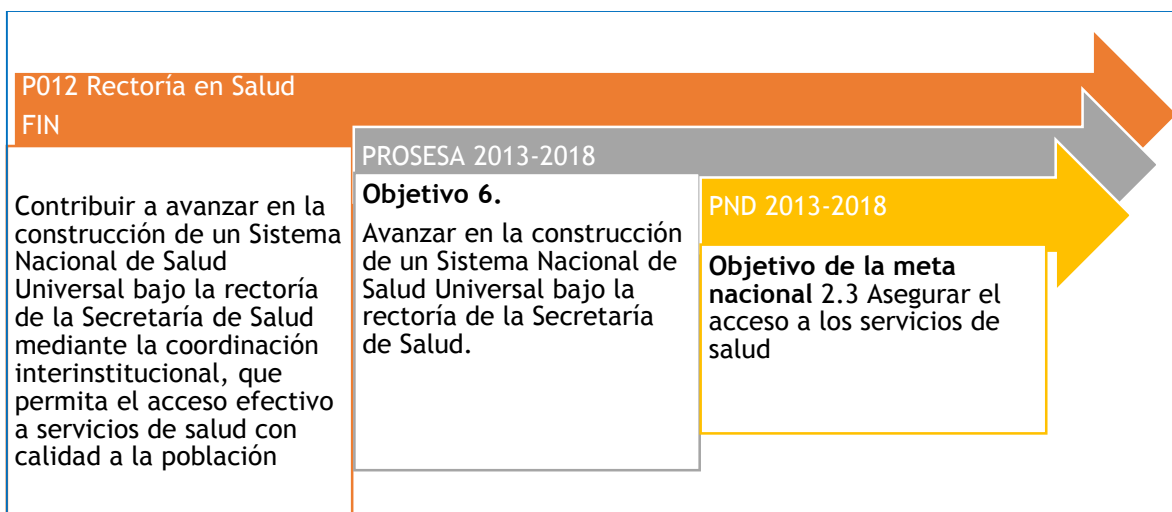 P012 Rectoría en Salud
FIN
Contribuir a avanzar en la
construcción de un Sistema
Nacional de Salud
Universal bajo la rectoría
de la Secretaría de Salud
mediante la coordinación
interinstitucional, que
permita el acceso efectivo
a servicios de salud con
calidad a la población
PROSESA 2013-2018
Objetivo 6.
Avanzar en la construcción
de un Sistema Nacional de
Salud Universal bajo la
rectoría de la Secretaría
de Salud.
PND 2013-2018
Objetivo de la meta
nacional 2.3 Asegurar el
acceso a los servicios de
salud